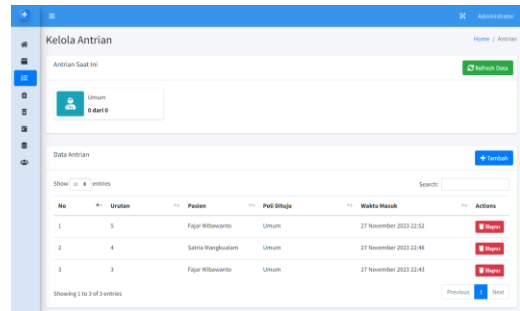 Administrator
Kelola Antrian
Home / Antrian
Antrian Saat Ini
Refresh Data
Umum
0 dari 0
Data Antrian
+ Tambah
Show 10 entries
Search:
No Urutan Pasien Poli Dituju Waktu Masuk Actions
1 5 Fajar Wibawanto Umum 27 November 2023 22:52 Hapus
2 4 Satria Mangkualam Umum 27 November 2023 22:48 Hapus
3 3 Fajar Wibawanto Umum 27 November 2023 22:43 Hapus
Showing 1 to 3 of 3 entries
Previous 1 Next